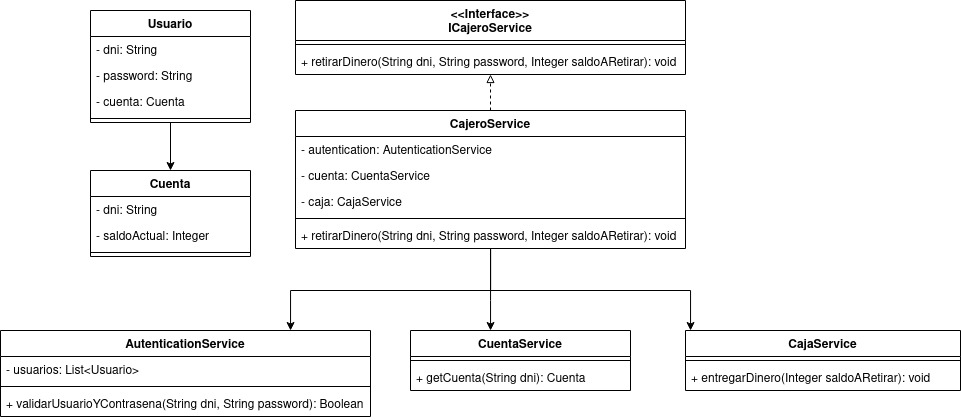 Usuario
- dni: String
- password: String
- cuenta: Cuenta
Cuenta
- dni: String
- saldoActual: Integer
<<Interface>>
ICajeroService
+ retirarDinero(String dni, String password, Integer saldoARetirar): void
CajeroService
- autentication: AutenticationService
- cuenta: CuentaService
- caja: CajaService
+ retirarDinero(String dni, String password, Integer saldoARetirar): void
AutenticationService
- usuarios: List<Usuario>
+ validarUsuarioYContrasena(String dni, String password): Boolean
CuentaService
+ getCuenta(String dni): Cuenta
CajaService
+ entregarDinero(Integer saldoARetirar): void